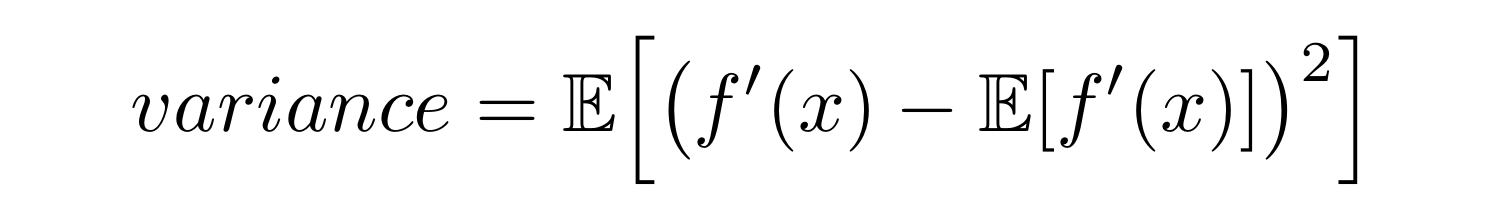 variance = 𝔼[(f′(x) − 𝔼[f′(x)])²]